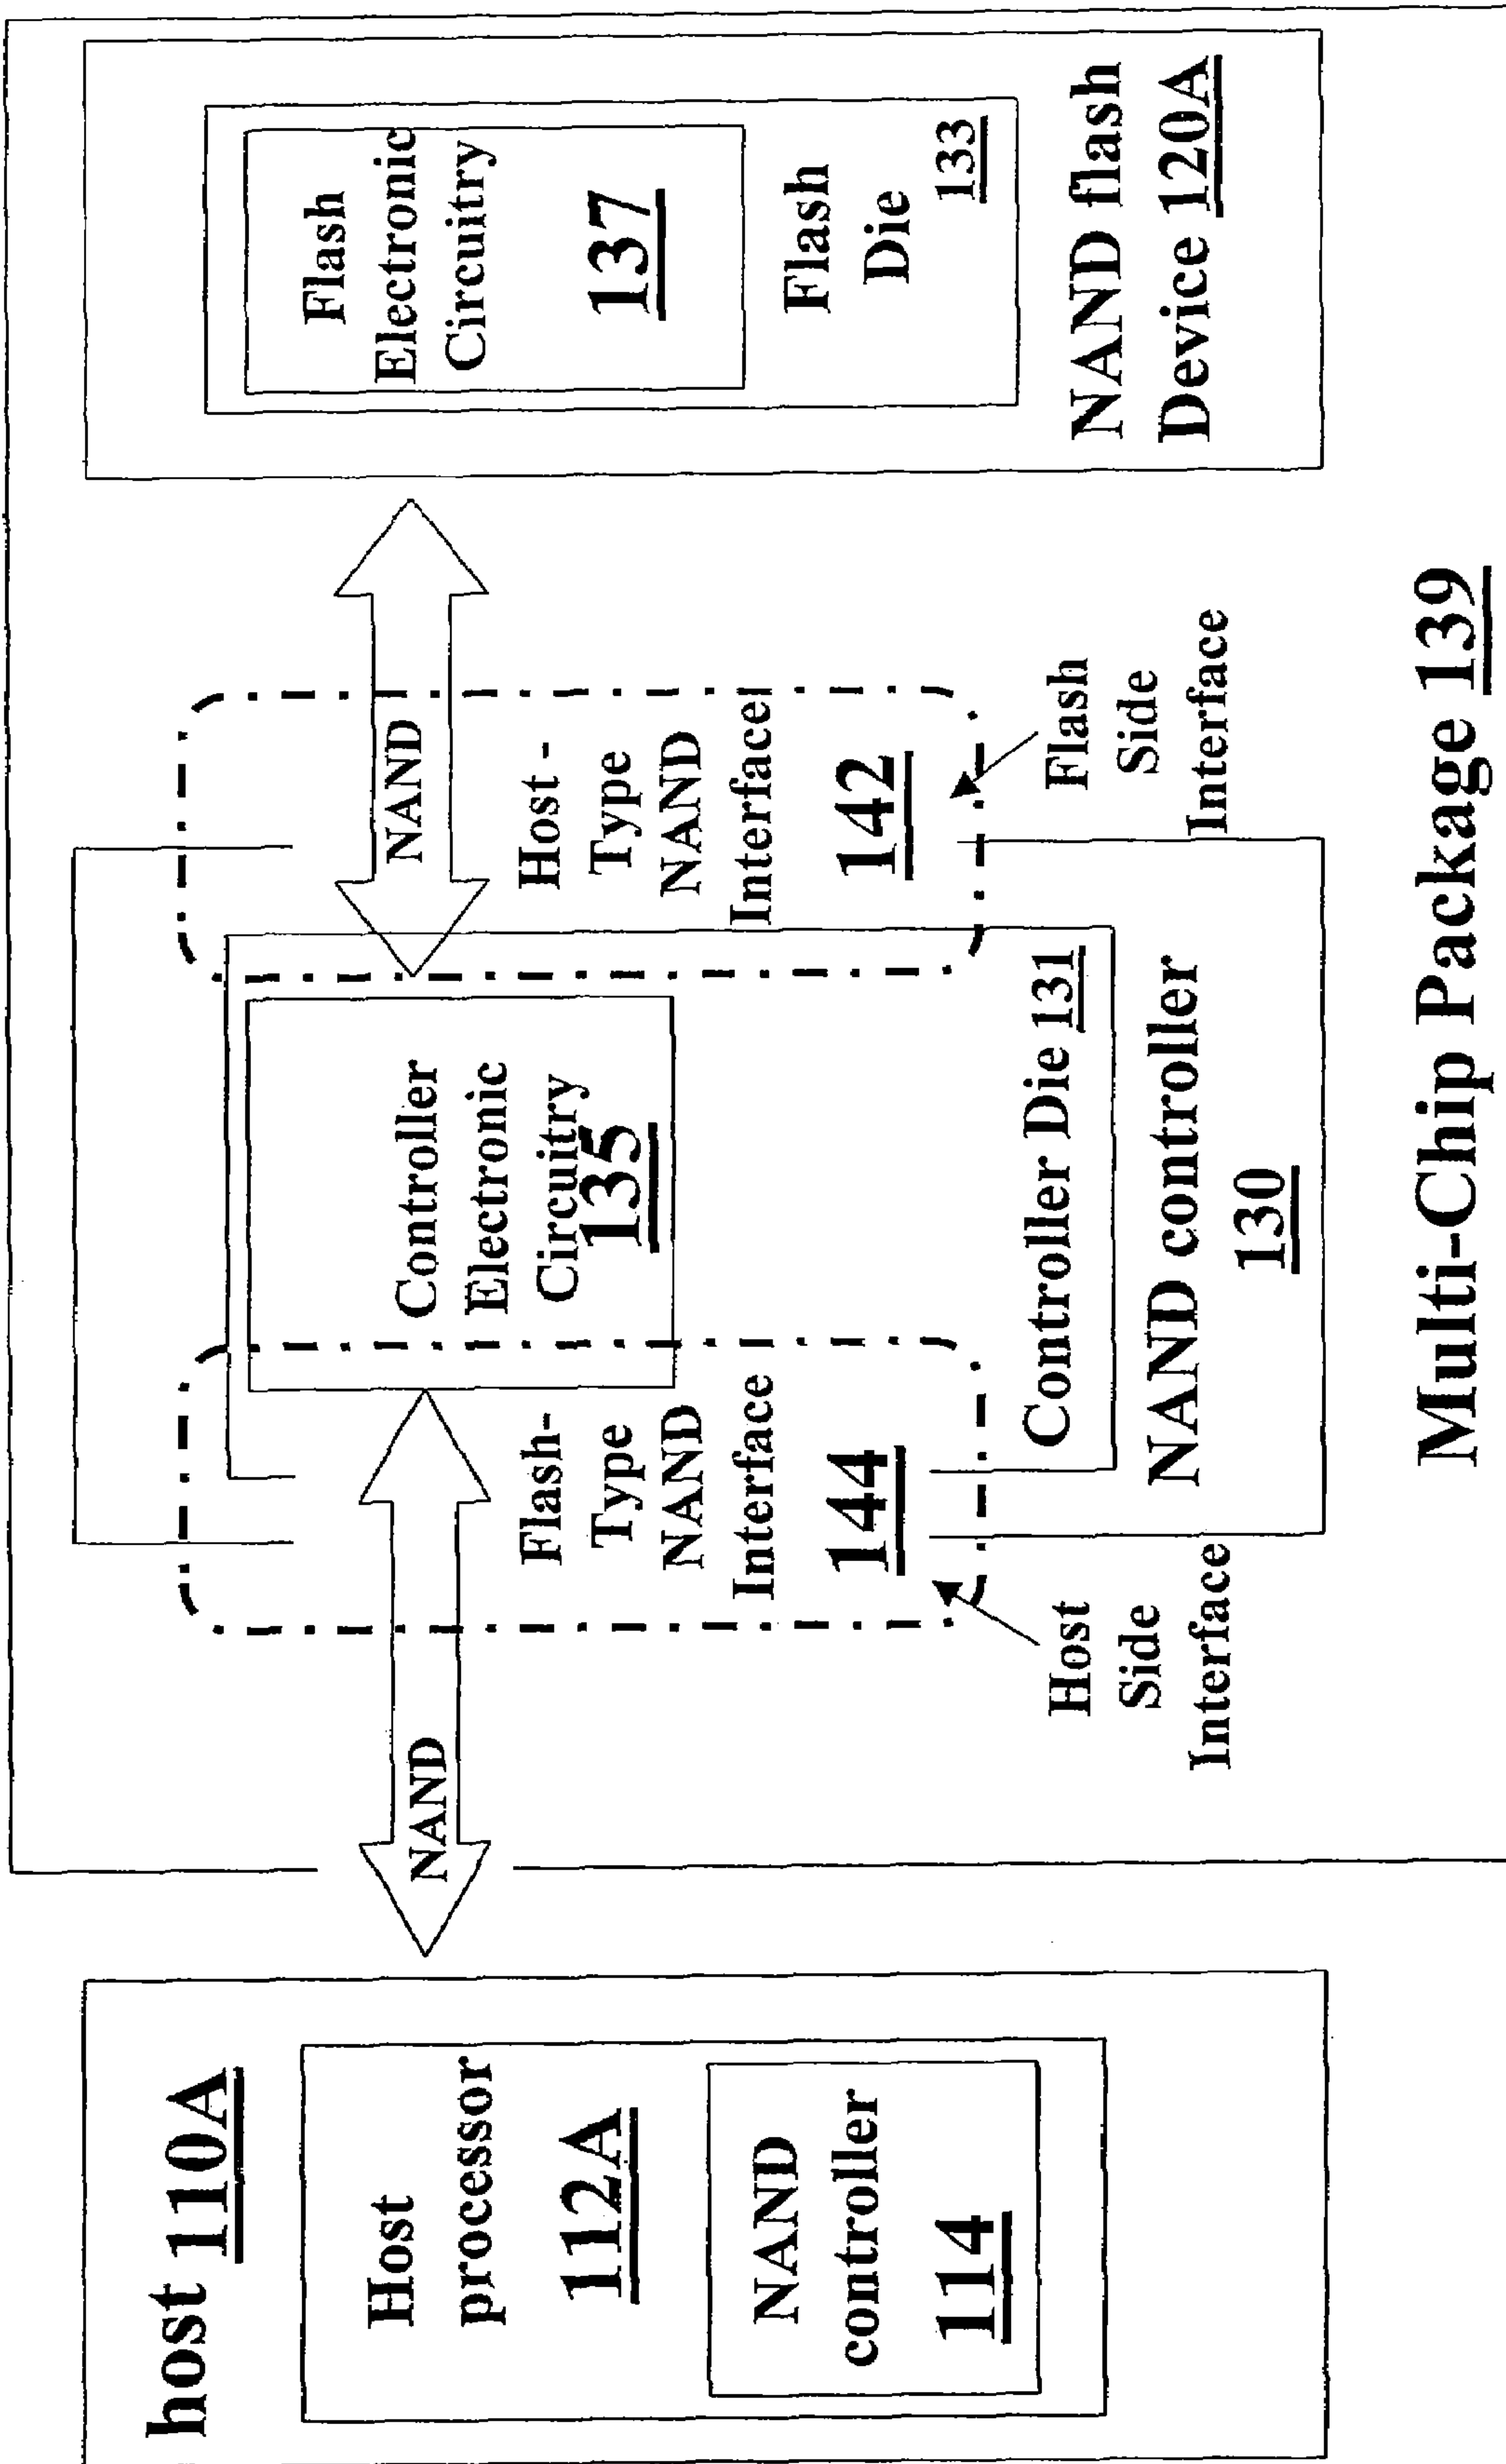 host 110A
Host
processor
112A
NAND
controller
114
NAND
Flash-
Type
NAND
Interface
144
Host
Side
Interface
Controller
Electronic
Circuitry
135
Controller Die 131
NAND controller
130
NAND
Host -
Type
NAND
Interface
142
Flash
Side
Interface
Flash
Electronic
Circuitry
137
Flash
Die
133
NAND flash
Device 120A
Multi-Chip Package 139